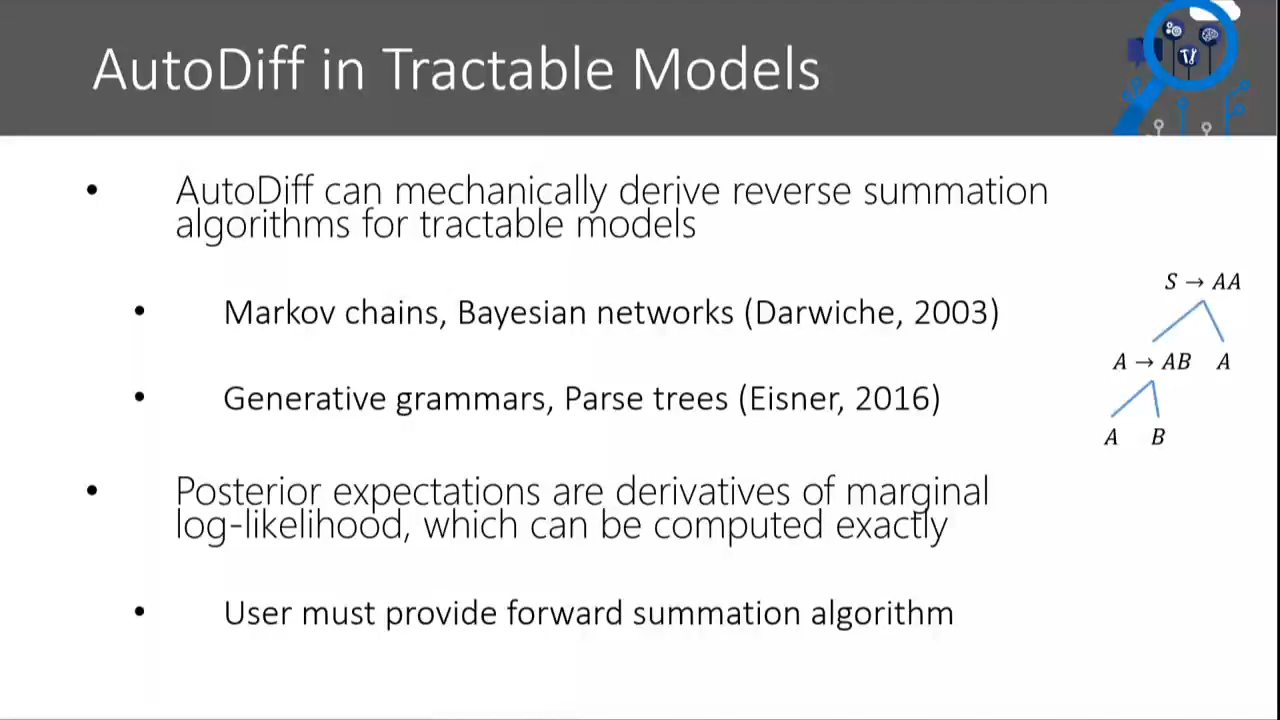 AutoDiff in Tractable Models
• AutoDiff can mechanically derive reverse summation
algorithms for tractable models
• Markov chains, Bayesian networks (Darwiche, 2003)
• Generative grammars, Parse trees (Eisner, 2016)
• Posterior expectations are derivatives of marginal
log-likelihood, which can be computed exactly
• User must provide forward summation algorithm
S → AA
A → AB A
A B